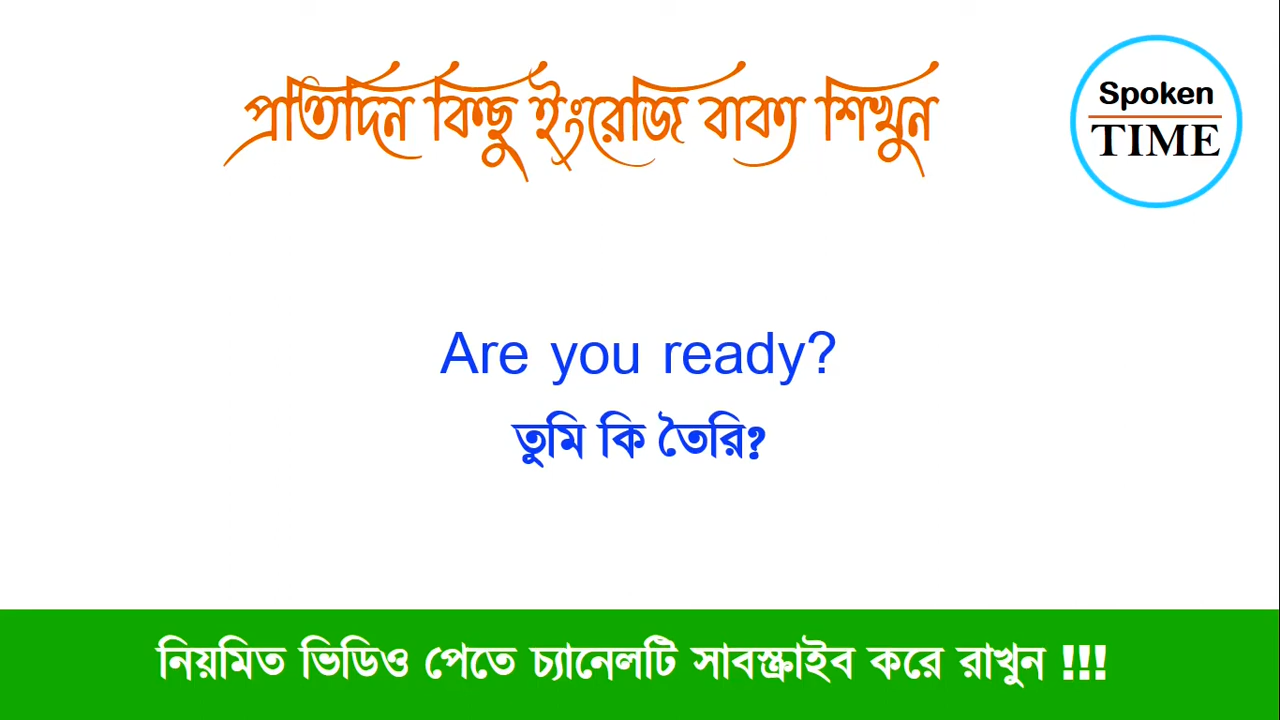 প্রতিদিন কিছু ইংরেজি বাক্য শিখুন
Spoken
TIME
Are you ready?
তুমি কি তৈরি?
নিয়মিত ভিডিও পেতে চ্যানেলটি সাবস্ক্রাইব করে রাখুন !!!